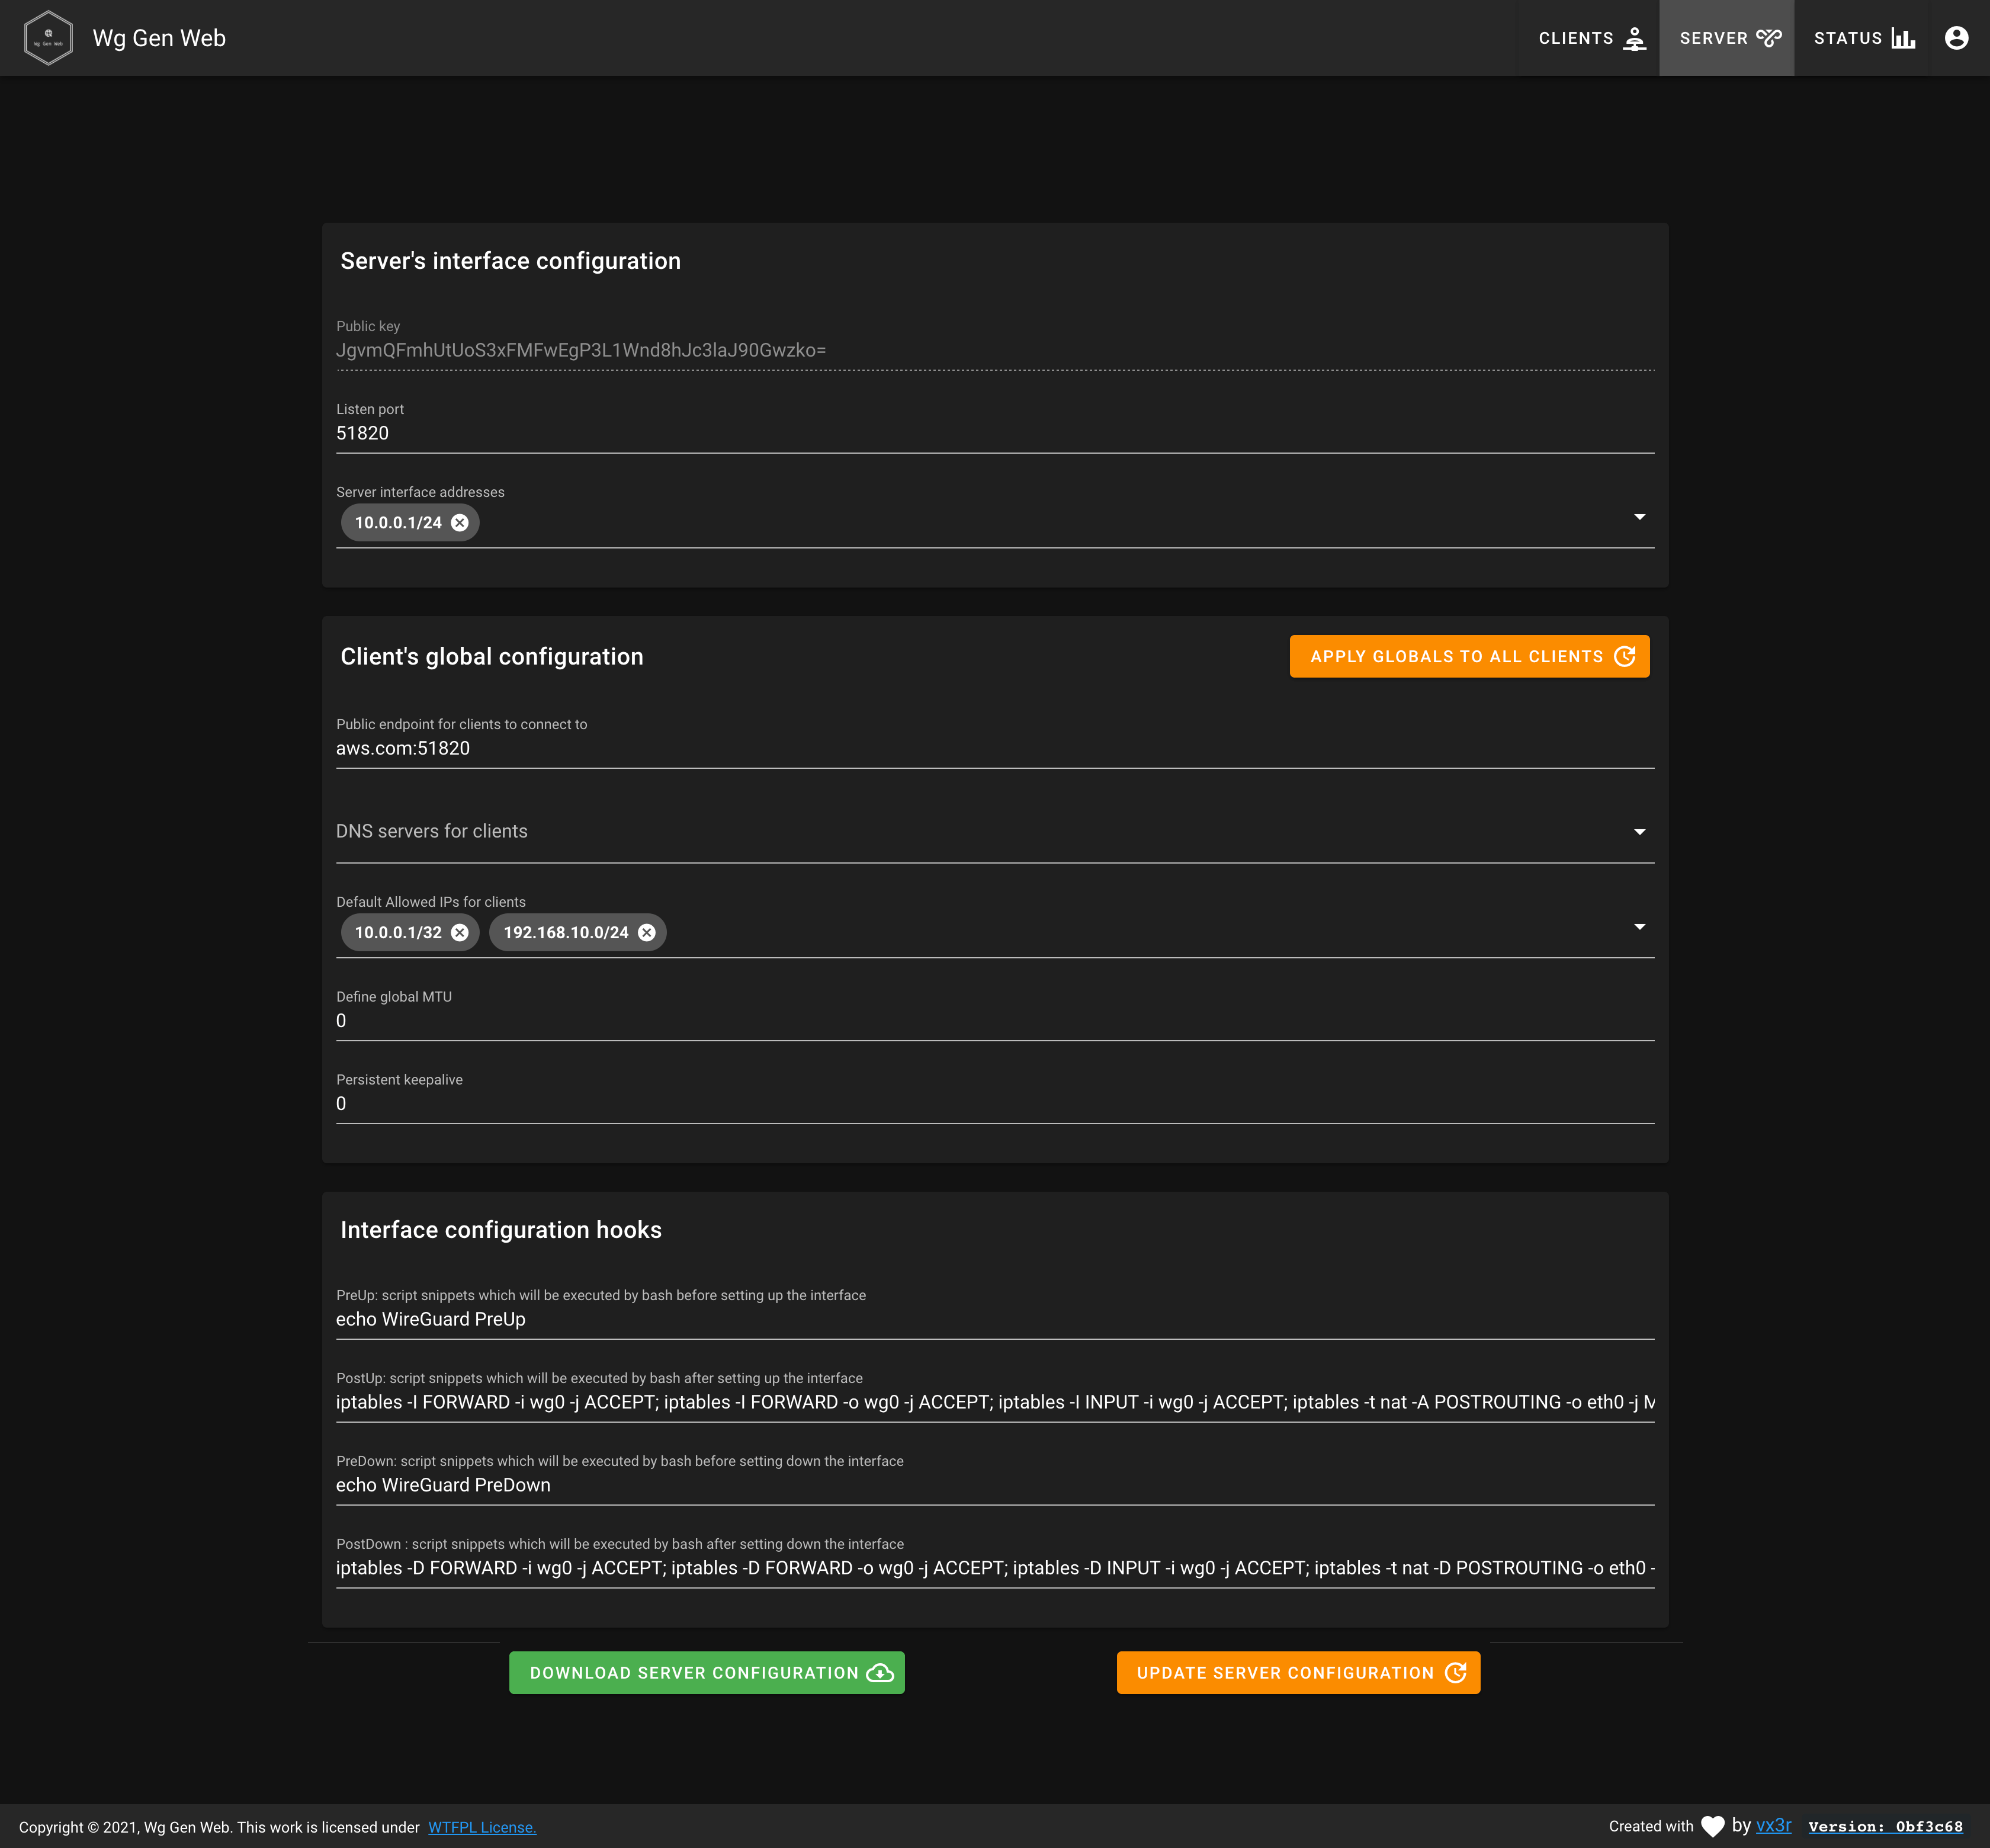 Wg Gen Web
Wg Gen Web
CLIENTS
SERVER
STATUS
Server's interface configuration
Public key
JgvmQFmhUtUoS3xFMFwEgP3L1Wnd8hJc3laJ90Gwzko=
Listen port
51820
Server interface addresses
10.0.0.1/24
Client's global configuration
APPLY GLOBALS TO ALL CLIENTS
Public endpoint for clients to connect to
aws.com:51820
DNS servers for clients
Default Allowed IPs for clients
10.0.0.1/32 192.168.10.0/24
Define global MTU
0
Persistent keepalive
0
Interface configuration hooks
PreUp: script snippets which will be executed by bash before setting up the interface
echo WireGuard PreUp
PostUp: script snippets which will be executed by bash after setting up the interface
iptables -I FORWARD -i wg0 -j ACCEPT; iptables -I FORWARD -o wg0 -j ACCEPT; iptables -I INPUT -i wg0 -j ACCEPT; iptables -t nat -A POSTROUTING -o eth0 -j M
PreDown: script snippets which will be executed by bash before setting down the interface
echo WireGuard PreDown
PostDown : script snippets which will be executed by bash after setting down the interface
iptables -D FORWARD -i wg0 -j ACCEPT; iptables -D FORWARD -o wg0 -j ACCEPT; iptables -D INPUT -i wg0 -j ACCEPT; iptables -t nat -D POSTROUTING -o eth0 -
DOWNLOAD SERVER CONFIGURATION
UPDATE SERVER CONFIGURATION
Copyright © 2021, Wg Gen Web. This work is licensed under WTFPL License.
Created with by vx3r Version: 0bf3c68